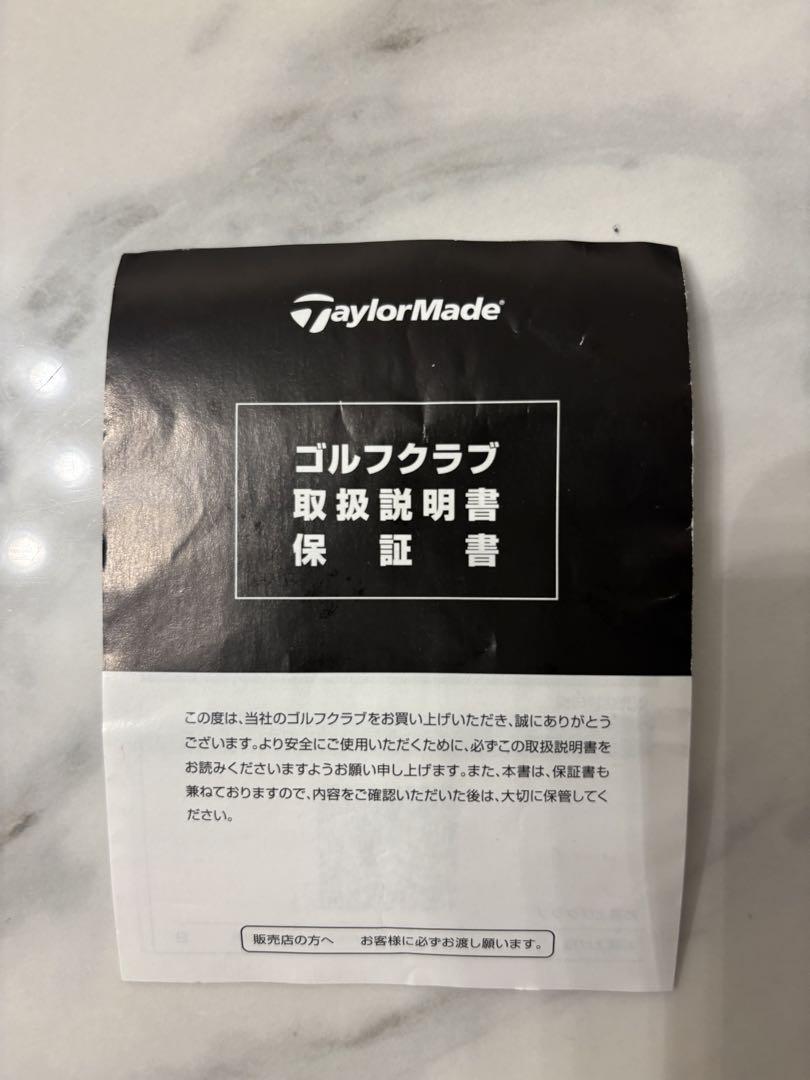 TaylorMade®
ゴルフクラブ
取扱説明書
保証書
この度は、当社のゴルフクラブをお買い上げいただき、誠にありがとう
ございます。より安全にご使用いただくために、必ずこの取扱説明書を
お読みくださいますようお願い申し上げます。また、本書は、保証書も
兼ねておりますので、内容をご確認いただいた後は、大切に保管してく
ださい。
販売店の方へ　お客様に必ずお渡し願います。